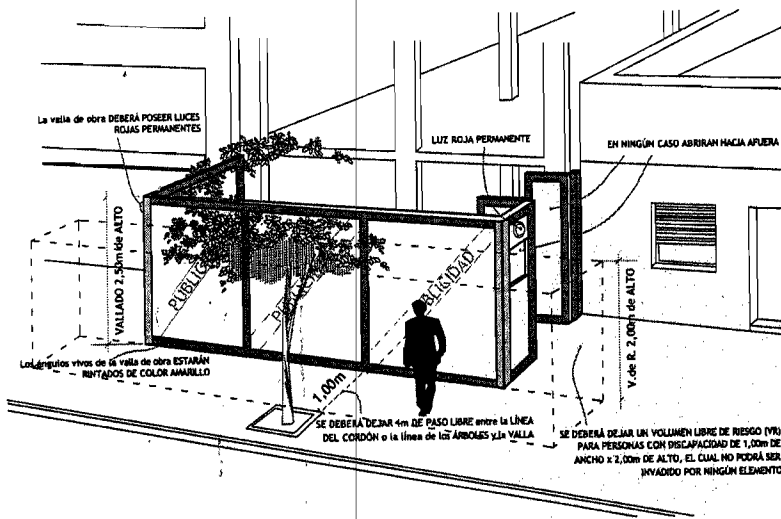 La valla de obra DEBERÁ POSEER LUCES
ROJAS PERMANENTES
LUZ ROJA PERMANENTE
EN NINGÚN CASO ABRIRAN HACIA AFUERA
VALLADO 2,50m de ALTO
PUBLICIDAD
PUBLICIDAD
PUBLICIDAD
V. de R. 2,00m de ALTO
Los ángulos vivos de la valla de obra ESTARÁN
PINTADOS DE COLOR AMARILLO
1,00m
SE DEBERÁ DEJAR 4m DE PASO LIBRE entre la LÍNEA
DEL CORDÓN o la línea de los ÁRBOLES y la VALLA
SE DEBERÁ DEJAR UN VOLUMEN LIBRE DE RIESGO (VR)
PARA PERSONAS CON DISCAPACIDAD DE 1,00m DE
ANCHO x 2,00m DE ALTO, EL CUAL NO PODRÁ SER
INVADIDO POR NINGÚN ELEMENTO